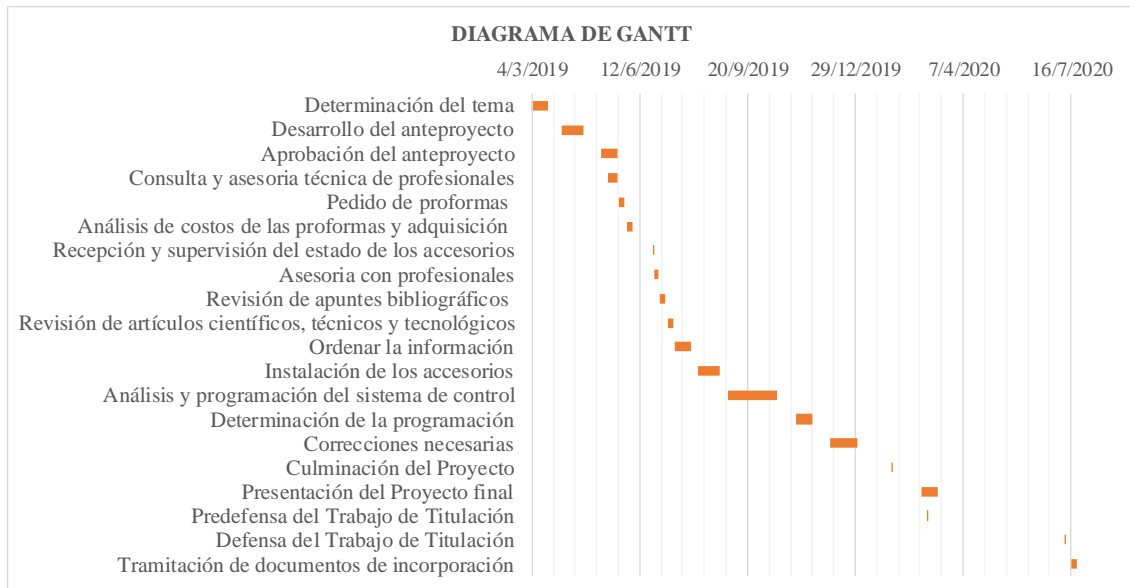 DIAGRAMA DE GANTT
4/3/2019 12/6/2019 20/9/2019 29/12/2019 7/4/2020 16/7/2020
Determinación del tema
Desarrollo del anteproyecto
Aprobación del anteproyecto
Consulta y asesoria técnica de profesionales
Pedido de proformas
Análisis de costos de las proformas y adquisición
Recepción y supervisión del estado de los accesorios
Asesoria con profesionales
Revisión de apuntes bibliográficos
Revisión de artículos científicos, técnicos y tecnológicos
Ordenar la información
Instalación de los accesorios
Análisis y programación del sistema de control
Determinación de la programación
Correcciones necesarias
Culminación del Proyecto
Presentación del Proyecto final
Predefensa del Trabajo de Titulación
Defensa del Trabajo de Titulación
Tramitación de documentos de incorporación